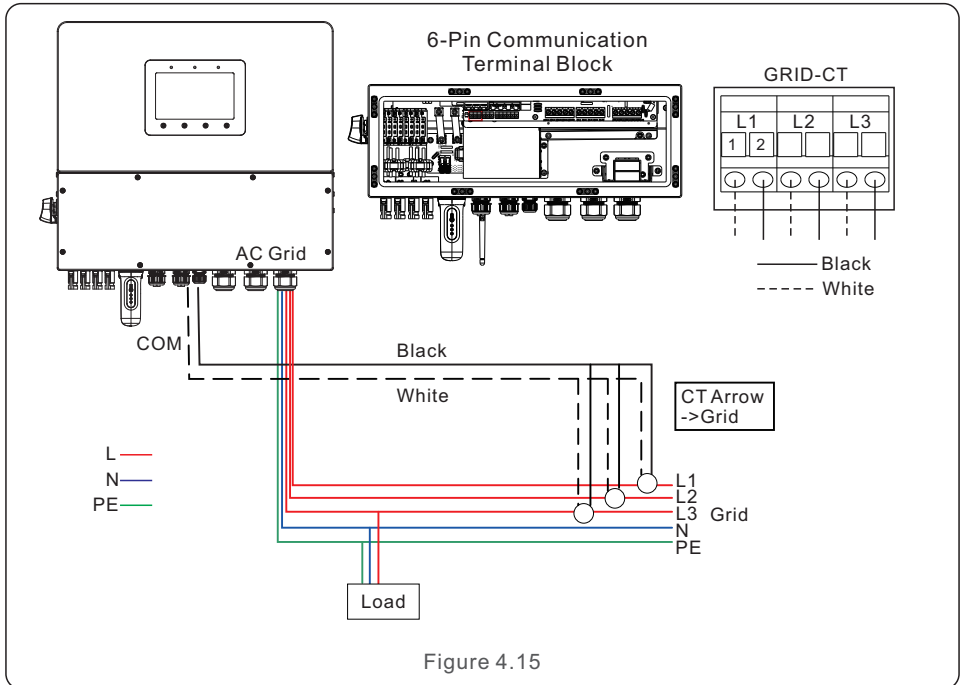 6-Pin Communication
Terminal Block
GRID-CT
L1 L2 L3
1 2
Black
White
AC Grid
COM
Black
White
CT Arrow
->Grid
L
N
PE
L1
L2
L3 Grid
N
PE
Load
Figure 4.15